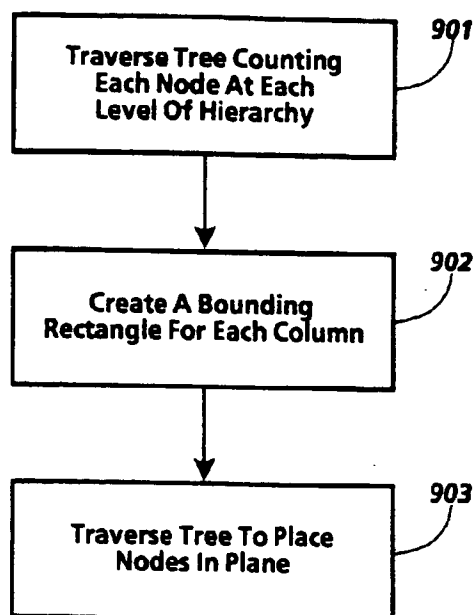 901
Traverse Tree Counting
Each Node At Each
Level Of Hierarchy
902
Create A Bounding
Rectangle For Each Column
903
Traverse Tree To Place
Nodes In Plane